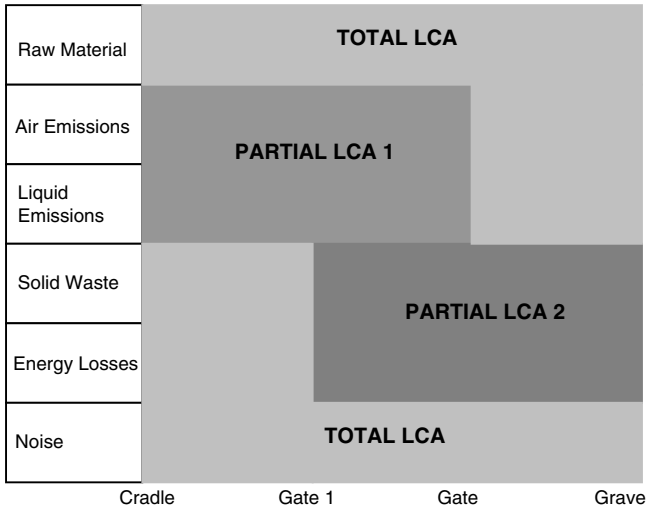 TOTAL LCA
Raw Material
Air Emissions
PARTIAL LCA 1
Liquid
Emissions
Solid Waste
PARTIAL LCA 2
Energy Losses
Noise
TOTAL LCA
Cradle
Gate 1
Gate
Grave